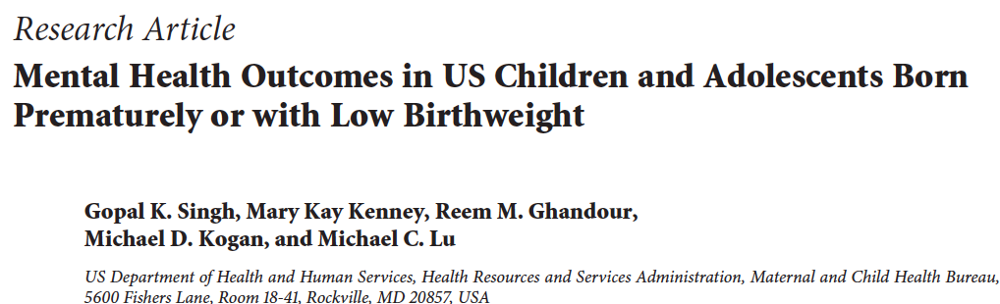 Research Article
Mental Health Outcomes in US Children and Adolescents Born
Prematurely or with Low Birthweight
Gopal K. Singh, Mary Kay Kenney, Reem M. Ghandour,
Michael D. Kogan, and Michael C. Lu
US Department of Health and Human Services, Health Resources and Services Administration, Maternal and Child Health Bureau,
5600 Fishers Lane, Room 18-41, Rockville, MD 20857, USA